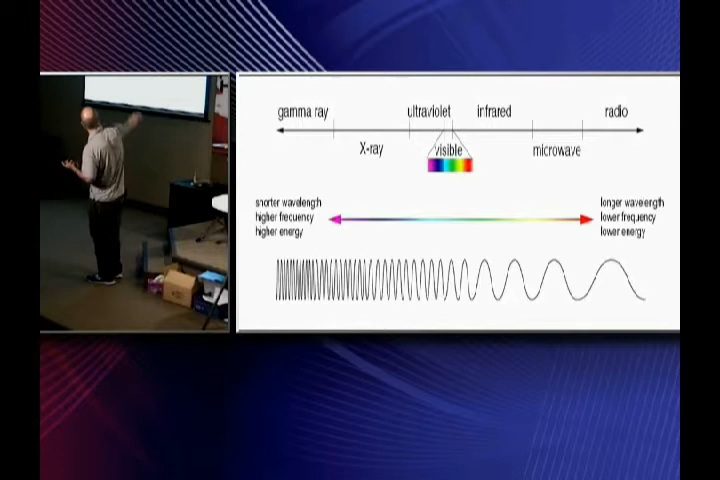 gamma ray
ultraviolet
infrared
radio
X-ray
visible
microwave
shorter wavelength
higher frecuency
higher energy
longer wavelength
lower frequency
lower energy